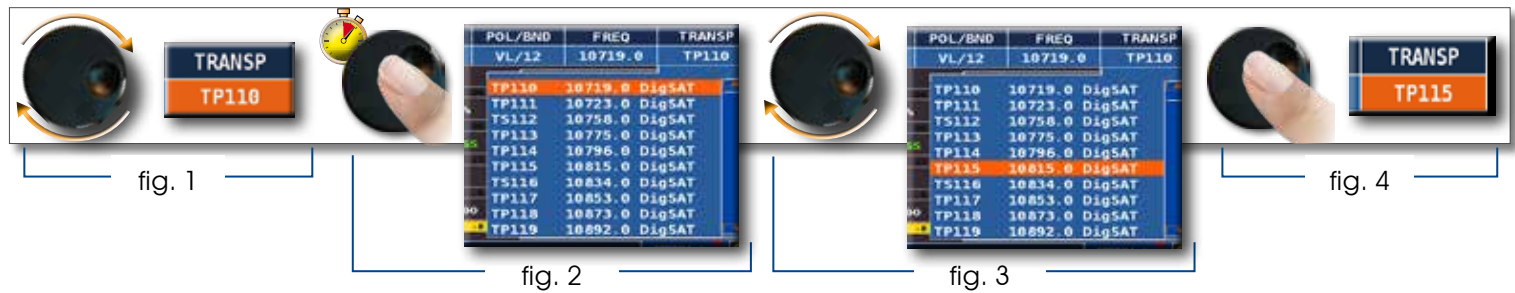 TRANSP
TP110
fig. 1
POL/BND FREQ TRANSP
VL/12 10719.0 TP110
TP110 10719.0 DigSAT
TP111 10723.0 DigSAT
TS112 10758.0 DigSAT
TP113 10775.0 DigSAT
TP114 10796.0 DigSAT
TP115 10815.0 DigSAT
TS116 10834.0 DigSAT
TP117 10853.0 DigSAT
TP118 10873.0 DigSAT
TP119 10892.0 DigSAT
fig. 2
POL/BND FREQ TRANSP
VL/12 10719.0 TP110
TP110 10719.0 DigSAT
TP111 10723.0 DigSAT
TS112 10758.0 DigSAT
TP113 10775.0 DigSAT
TP114 10796.0 DigSAT
TP115 10815.0 DigSAT
TS116 10834.0 DigSAT
TP117 10853.0 DigSAT
TP118 10873.0 DigSAT
TP119 10892.0 DigSAT
fig. 3
TRANSP
TP115
fig. 4